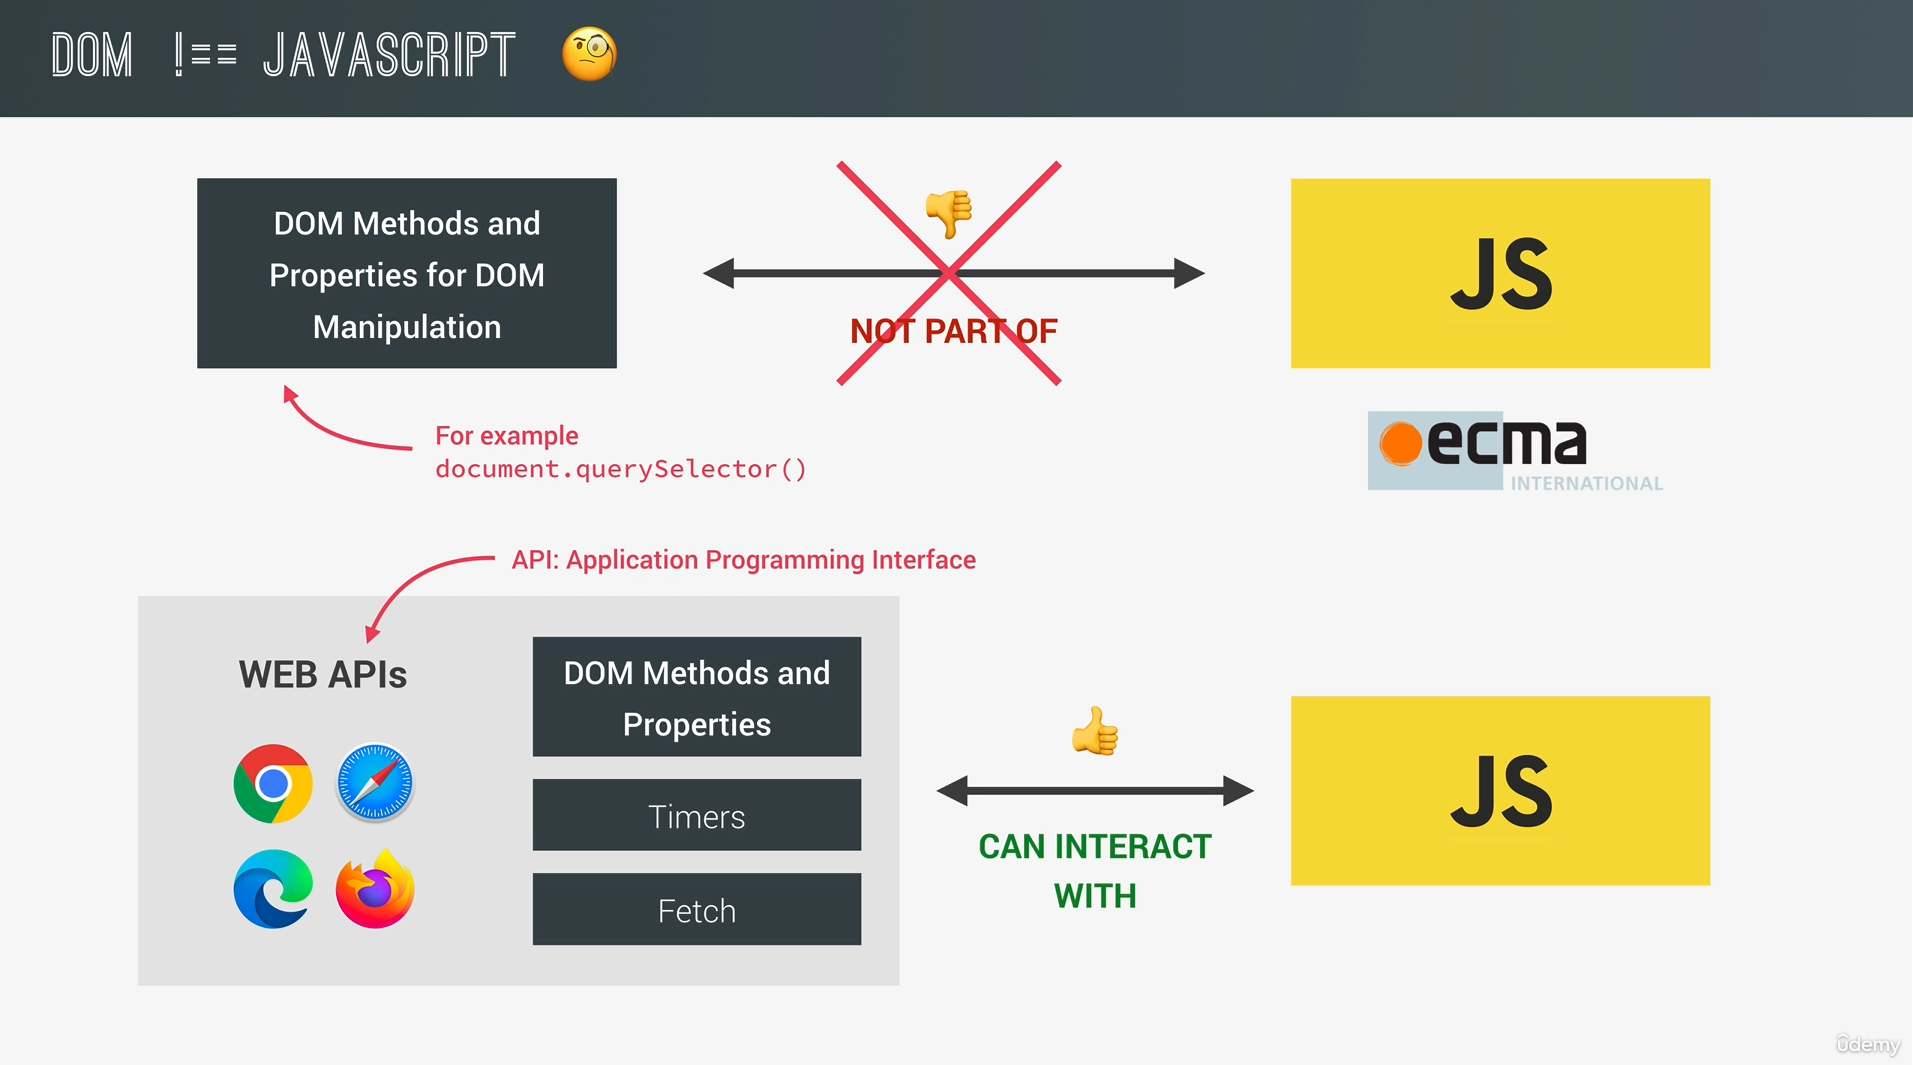 DOM !== JAVASCRIPT
DOM Methods and
Properties for DOM
Manipulation
NOT PART OF
JS
ecma
INTERNATIONAL
For example
document.querySelector()
API: Application Programming Interface
WEB APIs
DOM Methods and
Properties
Timers
Fetch
CAN INTERACT
WITH
JS
ûdemy